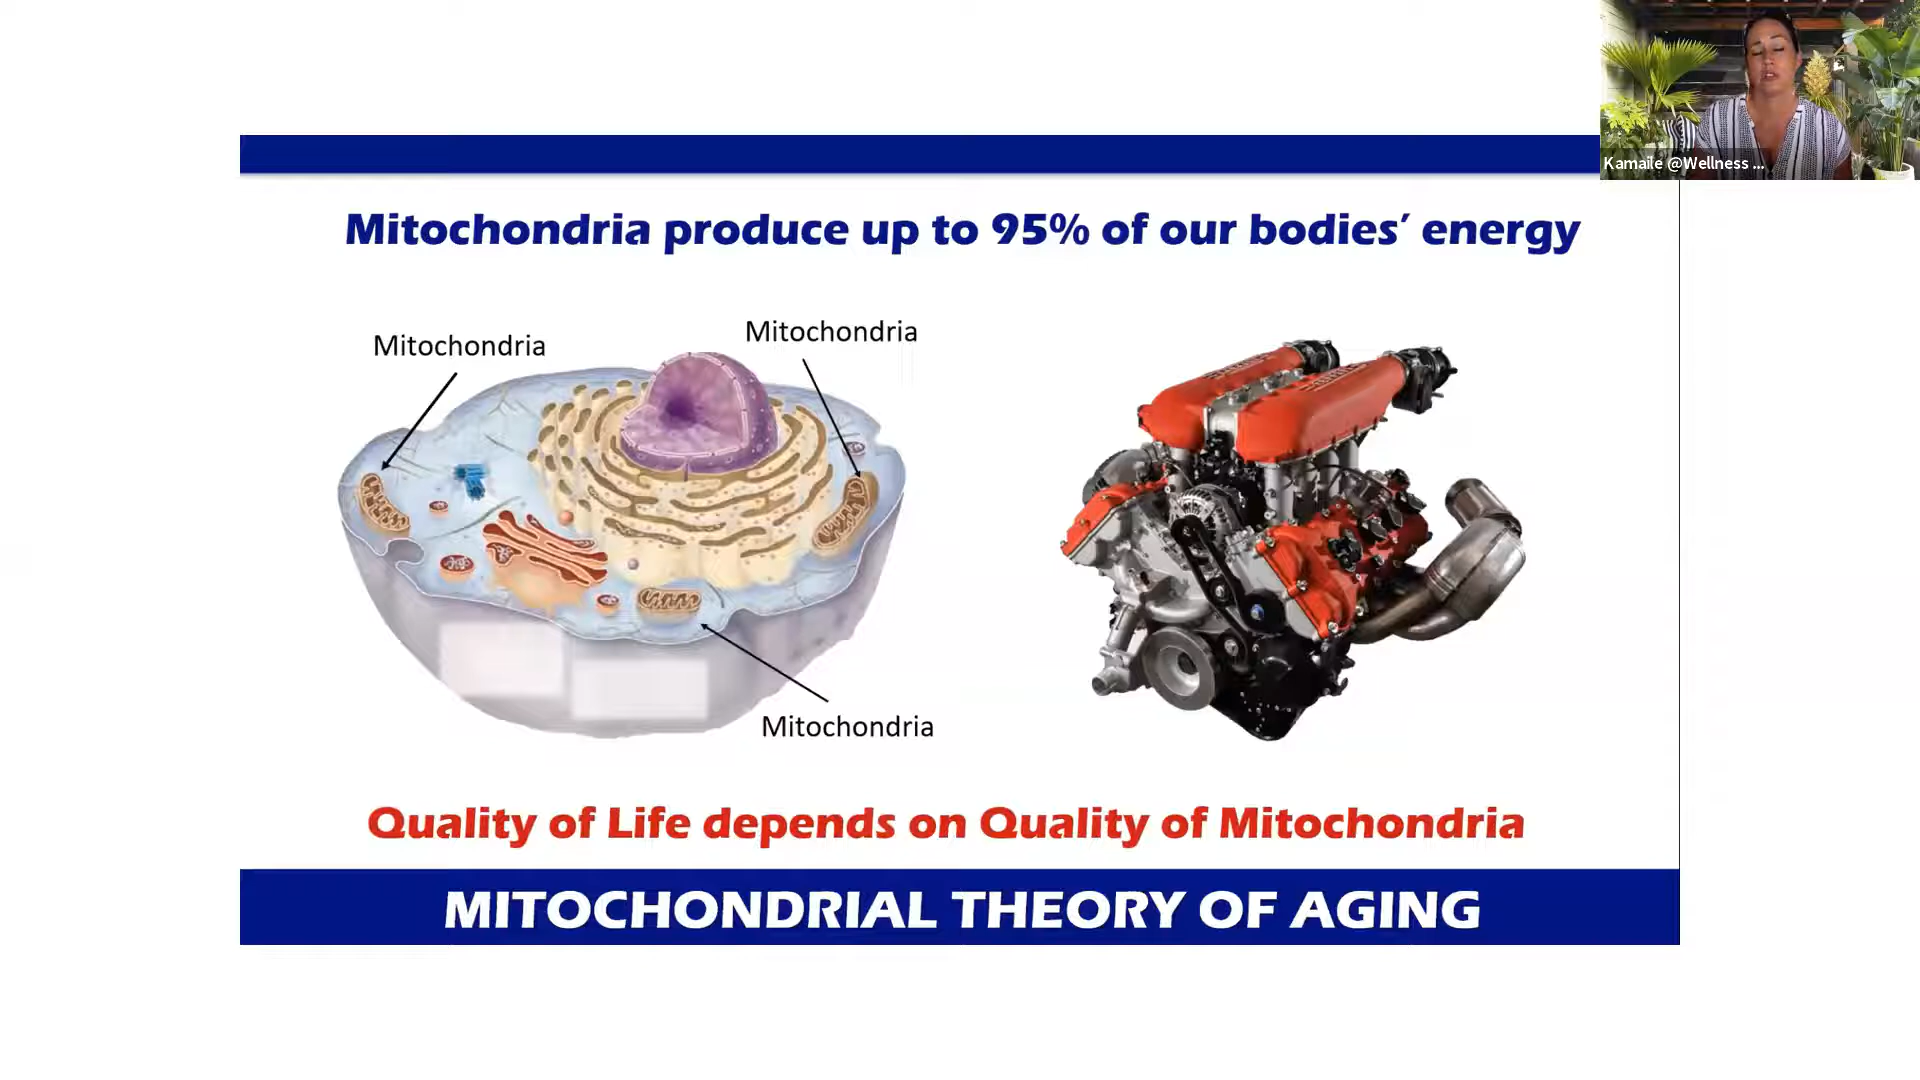 Kamaile @Wellness ...
Mitochondria produce up to 95% of our bodies’ energy
Mitochondria
Mitochondria
Mitochondria
Quality of Life depends on Quality of Mitochondria
MITOCHONDRIAL THEORY OF AGING